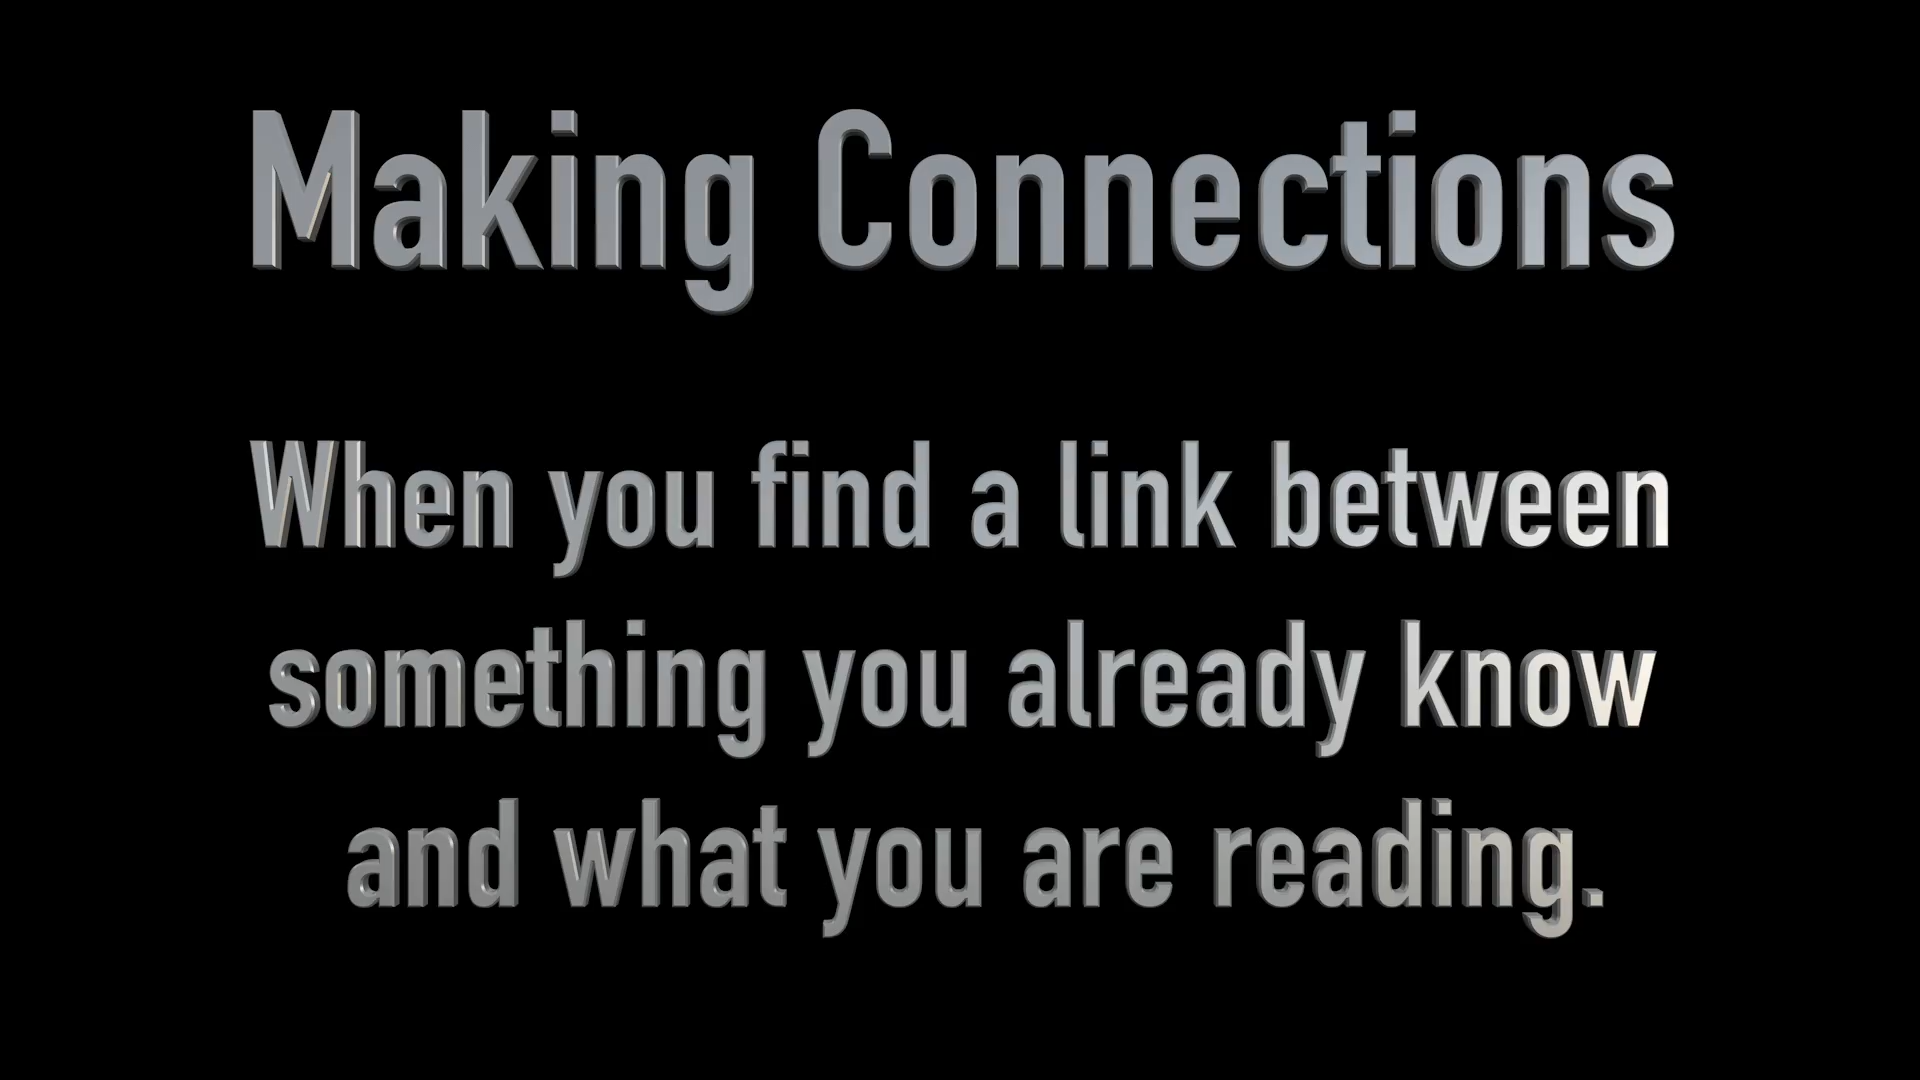 Making Connections
When you find a link between
something you already know
and what you are reading.